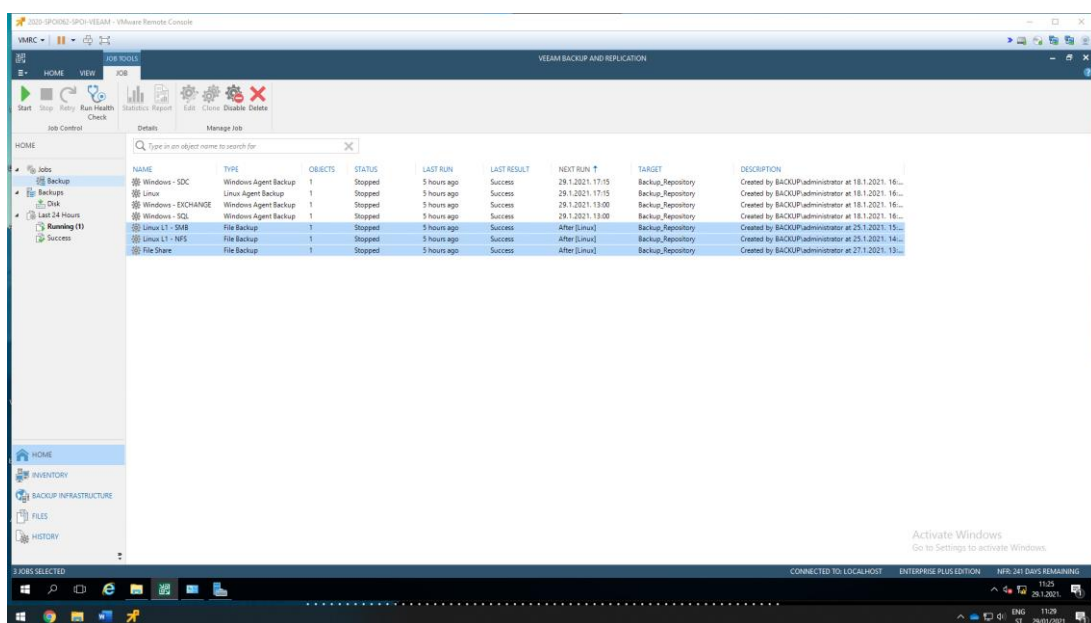 2020-SPOI062-SPOI-VEEAM - VMware Remote Console
VMRC
JOB TOOLS
VEEAM BACKUP AND REPLICATION
HOME VIEW JOB
Start Stop Retry Run Health Check Statistics Report Edit Clone Disable Delete
Job Control Details Manage Job
HOME
Type in an object name to search for
Jobs
Backup
Backups
Disk
Last 24 Hours
Running (1)
Success
NAME TYPE OBJECTS STATUS LAST RUN LAST RESULT NEXT RUN TARGET DESCRIPTION
Windows - SDC Windows Agent Backup 1 Stopped 5 hours ago Success 29.1.2021. 17:15 Backup_Repository Created by BACKUP\administrator at 18.1.2021. 16:...
Linux Linux Agent Backup 1 Stopped 5 hours ago Success 29.1.2021. 17:15 Backup_Repository Created by BACKUP\administrator at 18.1.2021. 16:...
Windows - EXCHANGE Windows Agent Backup 1 Stopped 5 hours ago Success 29.1.2021. 13:00 Backup_Repository Created by BACKUP\administrator at 18.1.2021. 16:...
Windows - SQL Windows Agent Backup 1 Stopped 5 hours ago Success 29.1.2021. 13:00 Backup_Repository Created by BACKUP\administrator at 18.1.2021. 16:...
Linux L1 - SMB File Backup 1 Stopped 5 hours ago Success After [Linux] Backup_Repository Created by BACKUP\administrator at 25.1.2021. 15:...
Linux L1 - NFS File Backup 1 Stopped 5 hours ago Success After [Linux] Backup_Repository Created by BACKUP\administrator at 25.1.2021. 14:...
File Share File Backup 1 Stopped 5 hours ago Success After [Linux] Backup_Repository Created by BACKUP\administrator at 27.1.2021. 13:...
HOME
INVENTORY
BACKUP INFRASTRUCTURE
FILES
HISTORY
Activate Windows
Go to Settings to activate Windows.
3 JOBS SELECTED
CONNECTED TO: LOCALHOST ENTERPRISE PLUS EDITION NFR: 241 DAYS REMAINING
11:25
29.1.2021.
ENG 11:29
ST 29/01/2021